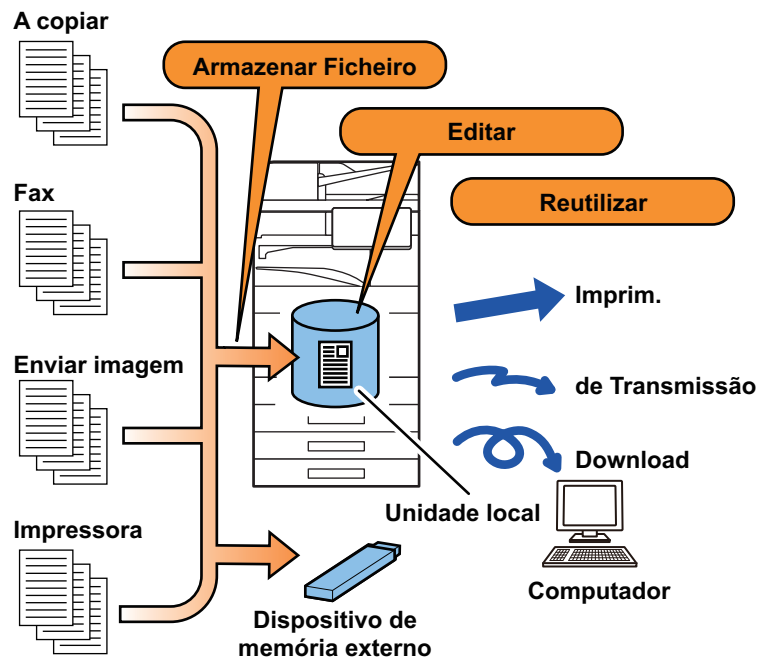 A copiar
Armazenar Ficheiro
Editar
Fax
Reutilizar
Imprim.
Enviar imagem
de Transmissão
Download
Unidade local
Impressora
Computador
Dispositivo de
memória externo